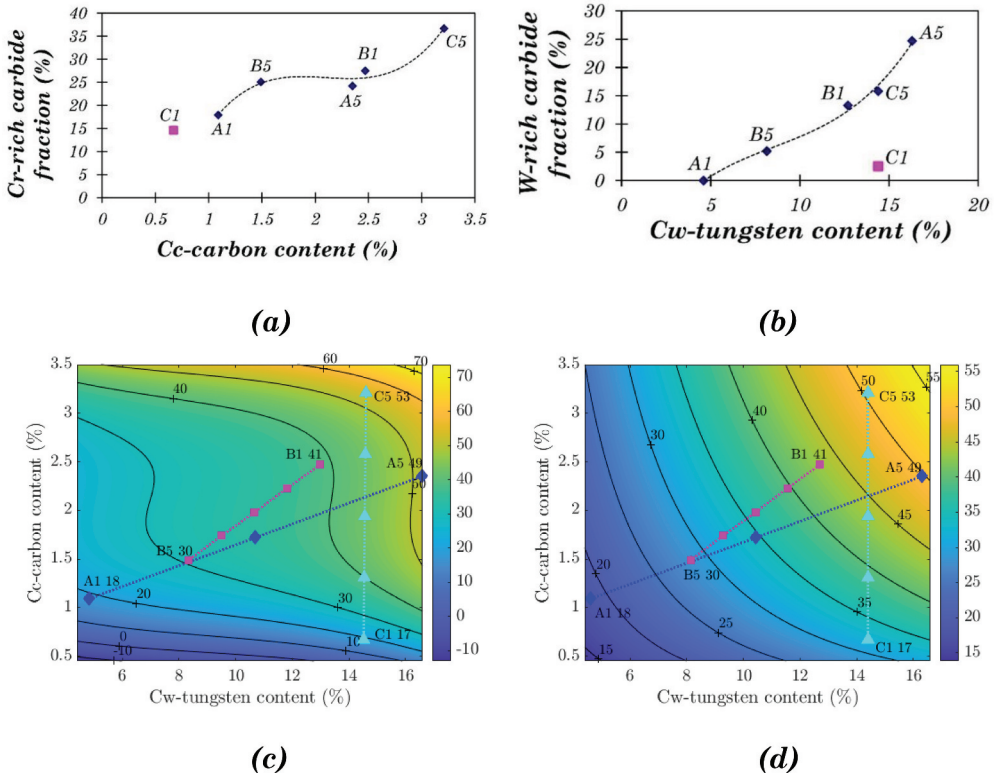 40
35
30
25
20
15
10
5
0
Cr-rich carbide
fraction (%)
C1
A1
B5
A5
B1
C5
0 0.5 1 1.5 2 2.5 3 3.5
Cc-carbon content (%)
(a)
30
25
20
15
10
5
0
W-rich carbide
fraction (%)
A1
B5
B1
A5
C5
C1
0 5 10 15 20
Cw-tungsten content (%)
(b)
3.5
3
2.5
2
1.5
1
0.5
Cc-carbon content (%)
60
70
40
C5 53
B1 41
A5 49
50
B5 30
A1 18
20
30
0
-10
10
C1 17
6 8 10 12 14 16
Cw-tungsten content (%)
70
60
50
40
30
20
10
0
-10
(c)
3.5
3
2.5
2
1.5
1
0.5
Cc-carbon content (%)
50
55
C5 53
40
30
B1 41
A5 49
45
B5 30
20
A1 18
35
25
C1 17
15
6 8 10 12 14 16
Cw-tungsten content (%)
55
50
45
40
35
30
25
20
15
(d)